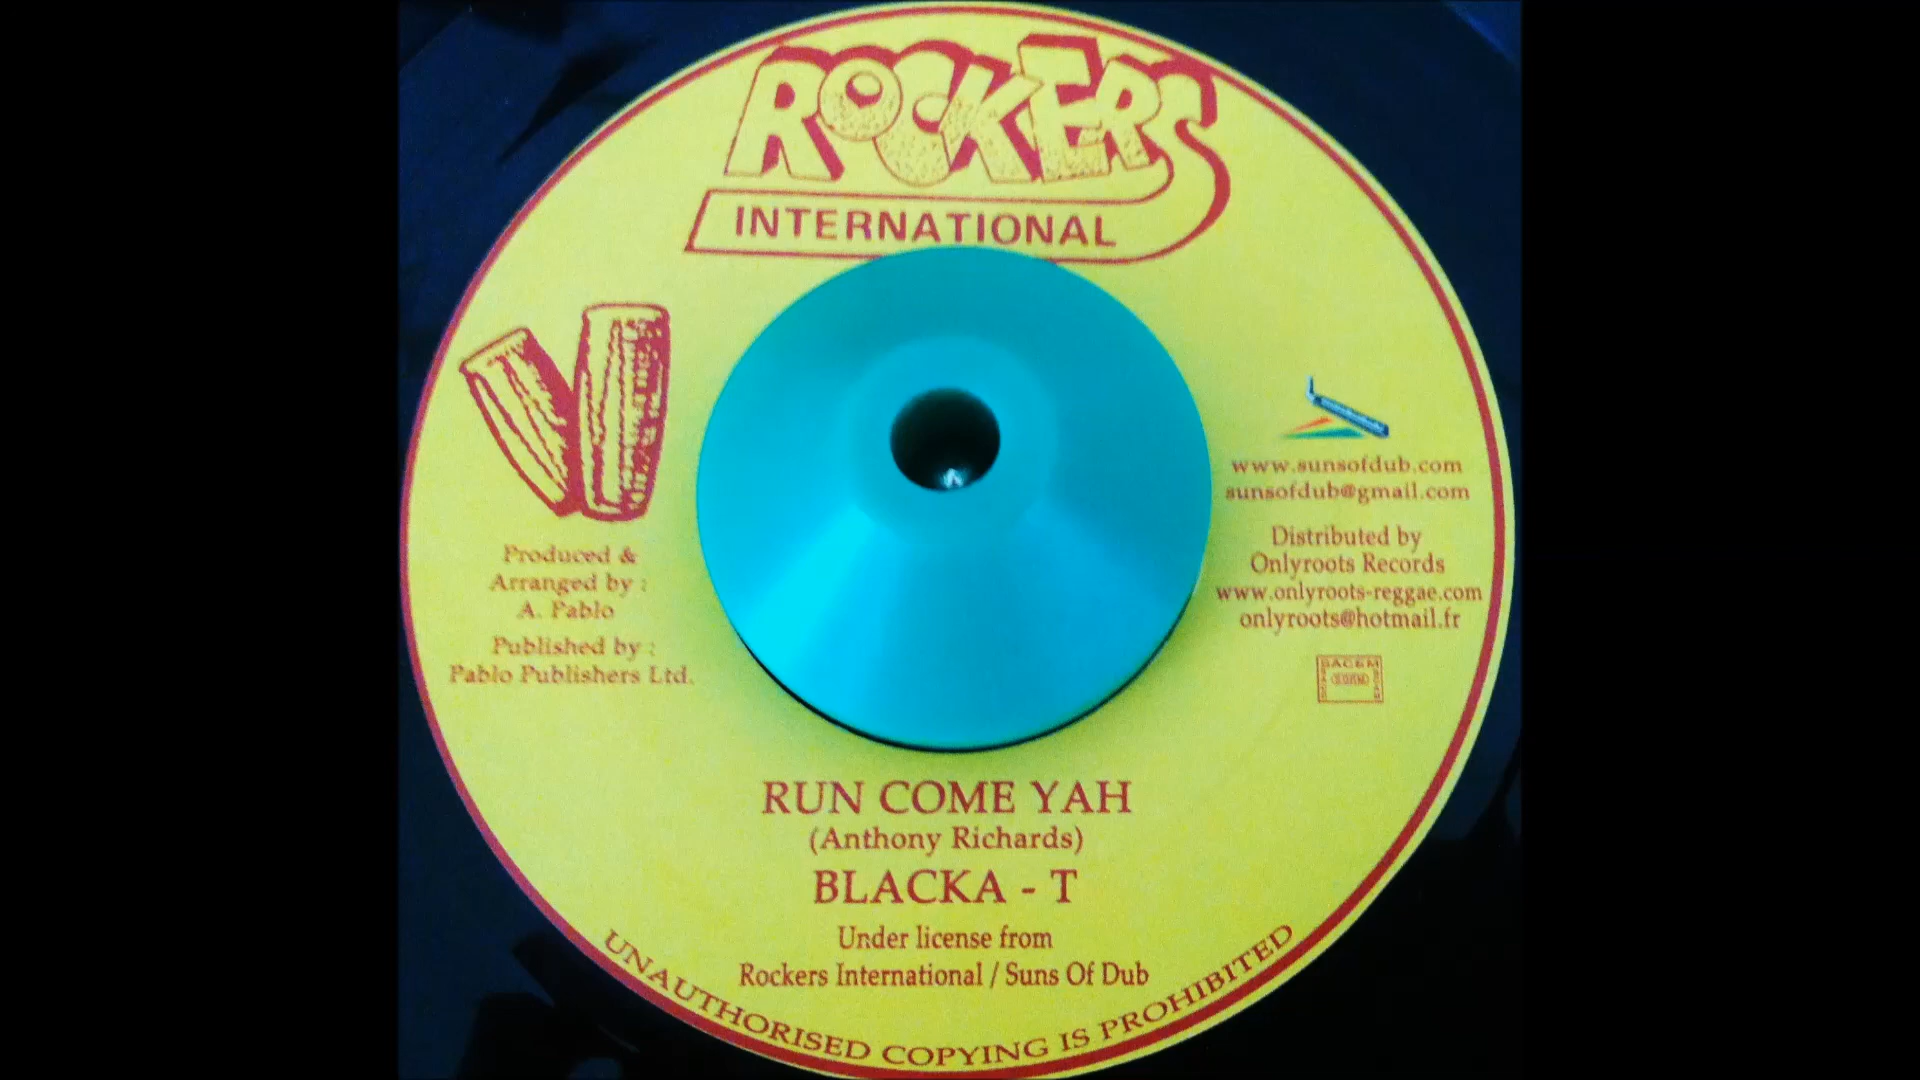 ROCKERS
INTERNATIONAL
Produced &
Arranged by :
A. Pablo
Published by :
Pablo Publishers Ltd.
www.sunsofdub.com
sunsofdub@gmail.com
Distributed by
Onlyroots Records
www.onlyroots-reggae.com
onlyroots@hotmail.fr
SACEM
RUN COME YAH
(Anthony Richards)
BLACKA - T
Under license from
Rockers International / Suns Of Dub
UNAUTHORISED COPYING IS PROHIBITED